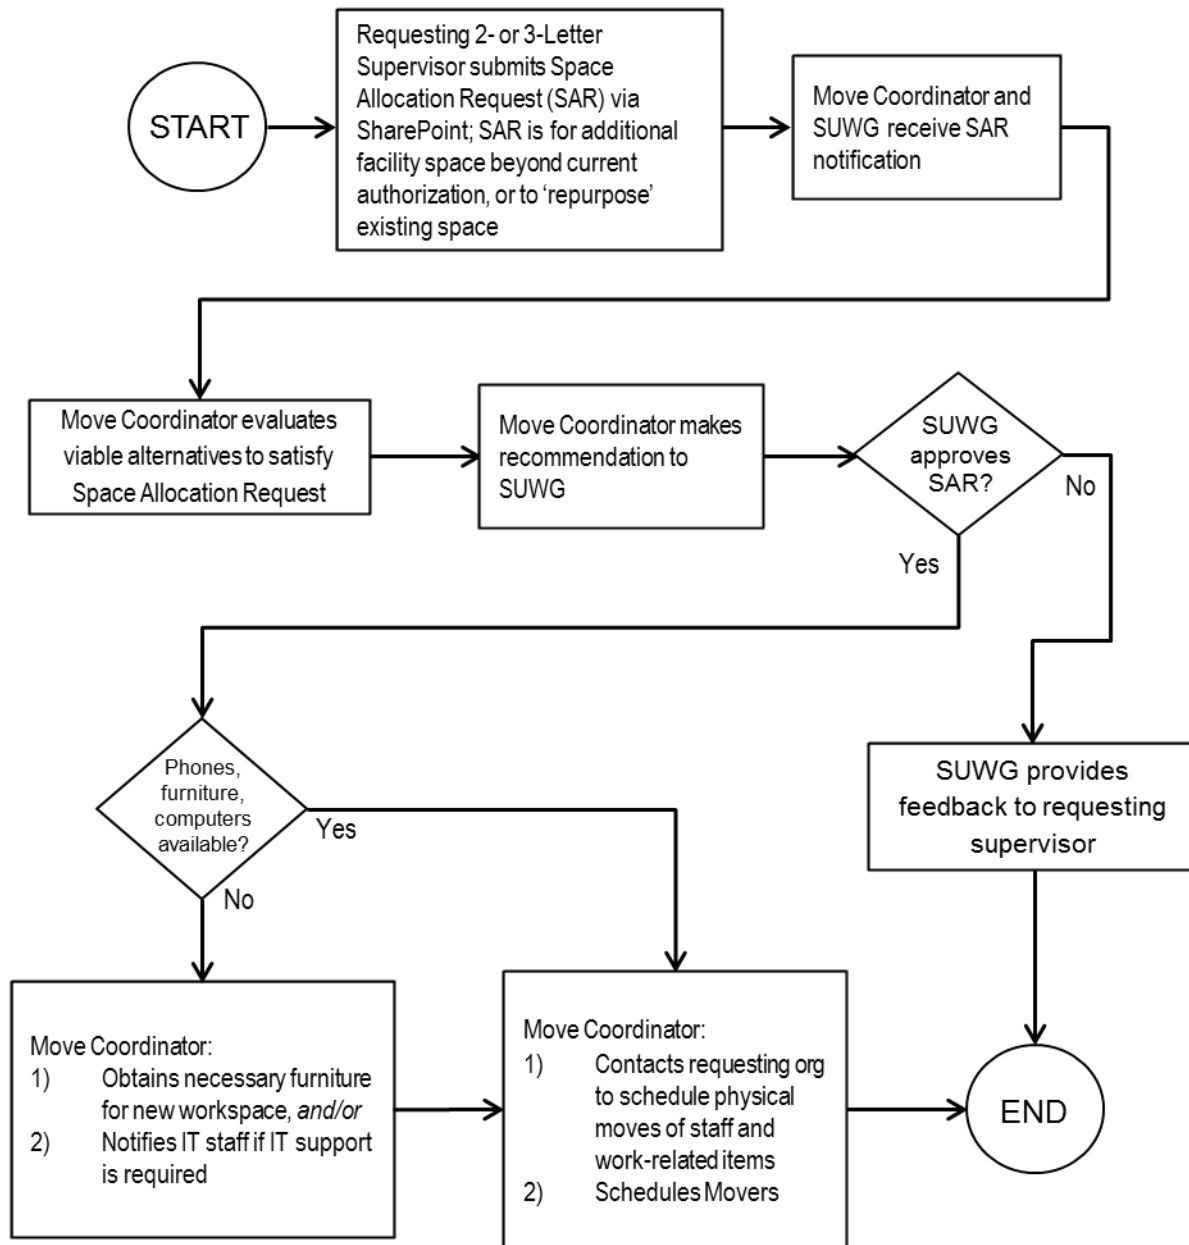 START
Requesting 2- or 3-Letter
Supervisor submits Space
Allocation Request (SAR) via
SharePoint; SAR is for additional
facility space beyond current
authorization, or to ‘repurpose’
existing space
Move Coordinator and
SUWG receive SAR
notification
Move Coordinator evaluates
viable alternatives to satisfy
Space Allocation Request
Move Coordinator makes
recommendation to
SUWG
SUWG
approves
SAR?
No
Yes
Phones,
furniture,
computers
available?
Yes
No
SUWG provides
feedback to requesting
supervisor
Move Coordinator:
1) Obtains necessary furniture
for new workspace, and/or
2) Notifies IT staff if IT support
is required
Move Coordinator:
1) Contacts requesting org
to schedule physical
moves of staff and
work-related items
2) Schedules Movers
END